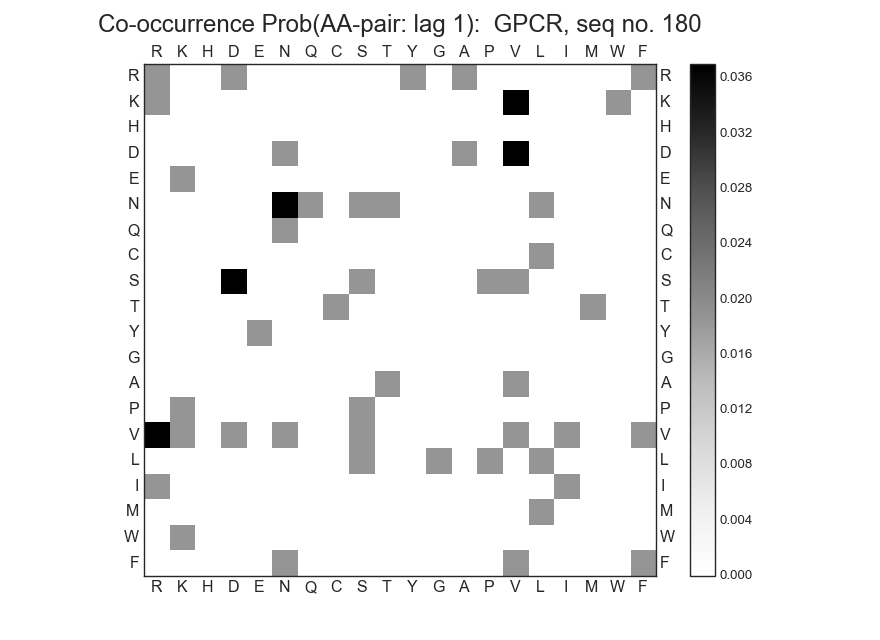 Co-occurrence Prob(AA-pair: lag 1):  GPCR, seq no. 180
R K H D E N Q C S T Y G A P V L I M W F
R R 0.036
K K
H H 0.032
D D
E E 0.028
N N
Q Q 0.024
C C
S S 0.020
T T
Y Y 0.016
G G
A A 0.012
P P
V V
L L 0.008
I I
M M 0.004
W W
F F 0.000
R K H D E N Q C S T Y G A P V L I M W F